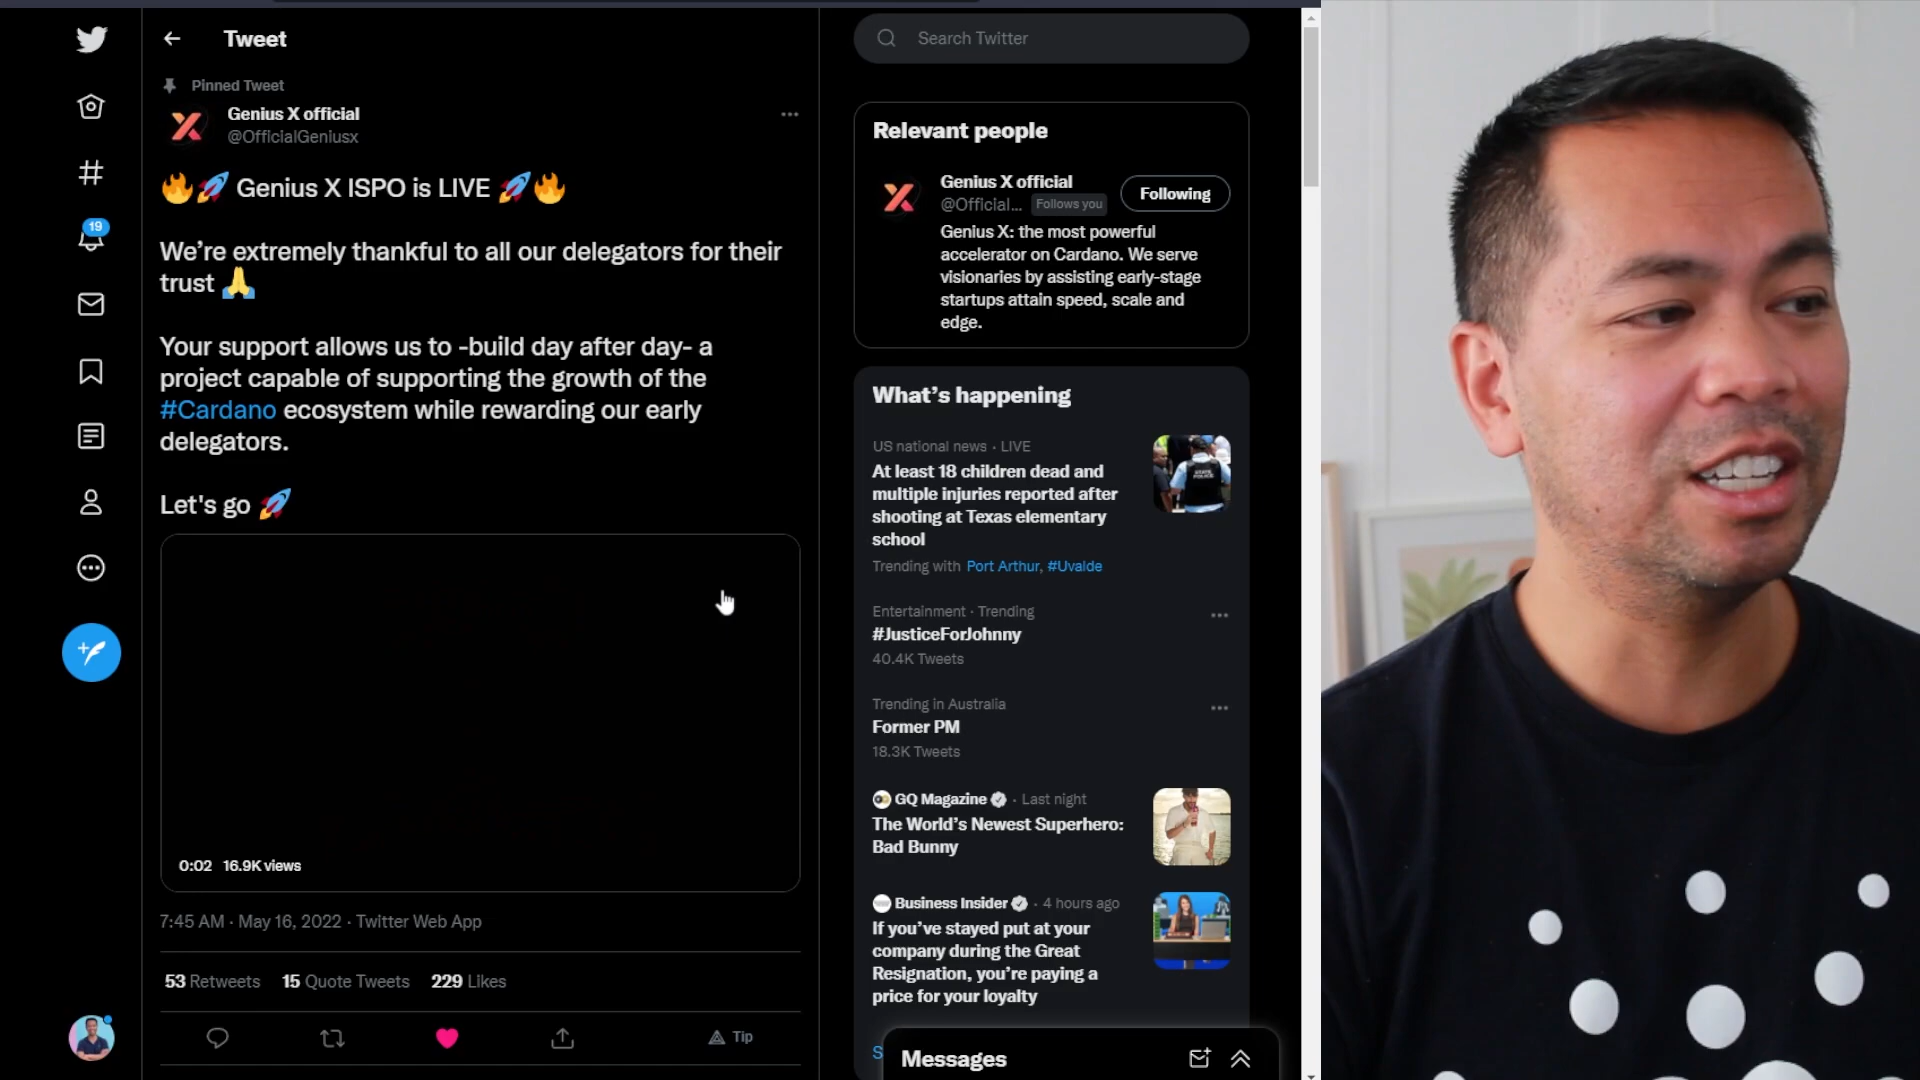 Tweet
Pinned Tweet
Genius X official
@OfficialGeniusx
🔥🚀 Genius X ISPO is LIVE 🚀🔥
We're extremely thankful to all our delegators for their
trust 🙏
Your support allows us to -build day after day- a
project capable of supporting the growth of the
#Cardano ecosystem while rewarding our early
delegators.
Let's go 🚀
0:02 16.9K views
7:45 AM · May 16, 2022 · Twitter Web App
53 Retweets 15 Quote Tweets 229 Likes
Tip
19
Search Twitter
Relevant people
Genius X official
@Official... Follows you
Following
Genius X: the most powerful
accelerator on Cardano. We serve
visionaries by assisting early-stage
startups attain speed, scale and
edge.
What's happening
US national news · LIVE
At least 18 children dead and
multiple injuries reported after
shooting at Texas elementary
school
Trending with Port Arthur, #Uvalde
Entertainment · Trending
#JusticeForJohnny
40.4K Tweets
Trending in Australia
Former PM
18.3K Tweets
GQ Magazine · Last night
The World's Newest Superhero:
Bad Bunny
Business Insider · 4 hours ago
If you've stayed put at your
company during the Great
Resignation, you're paying a
price for your loyalty
S
Messages